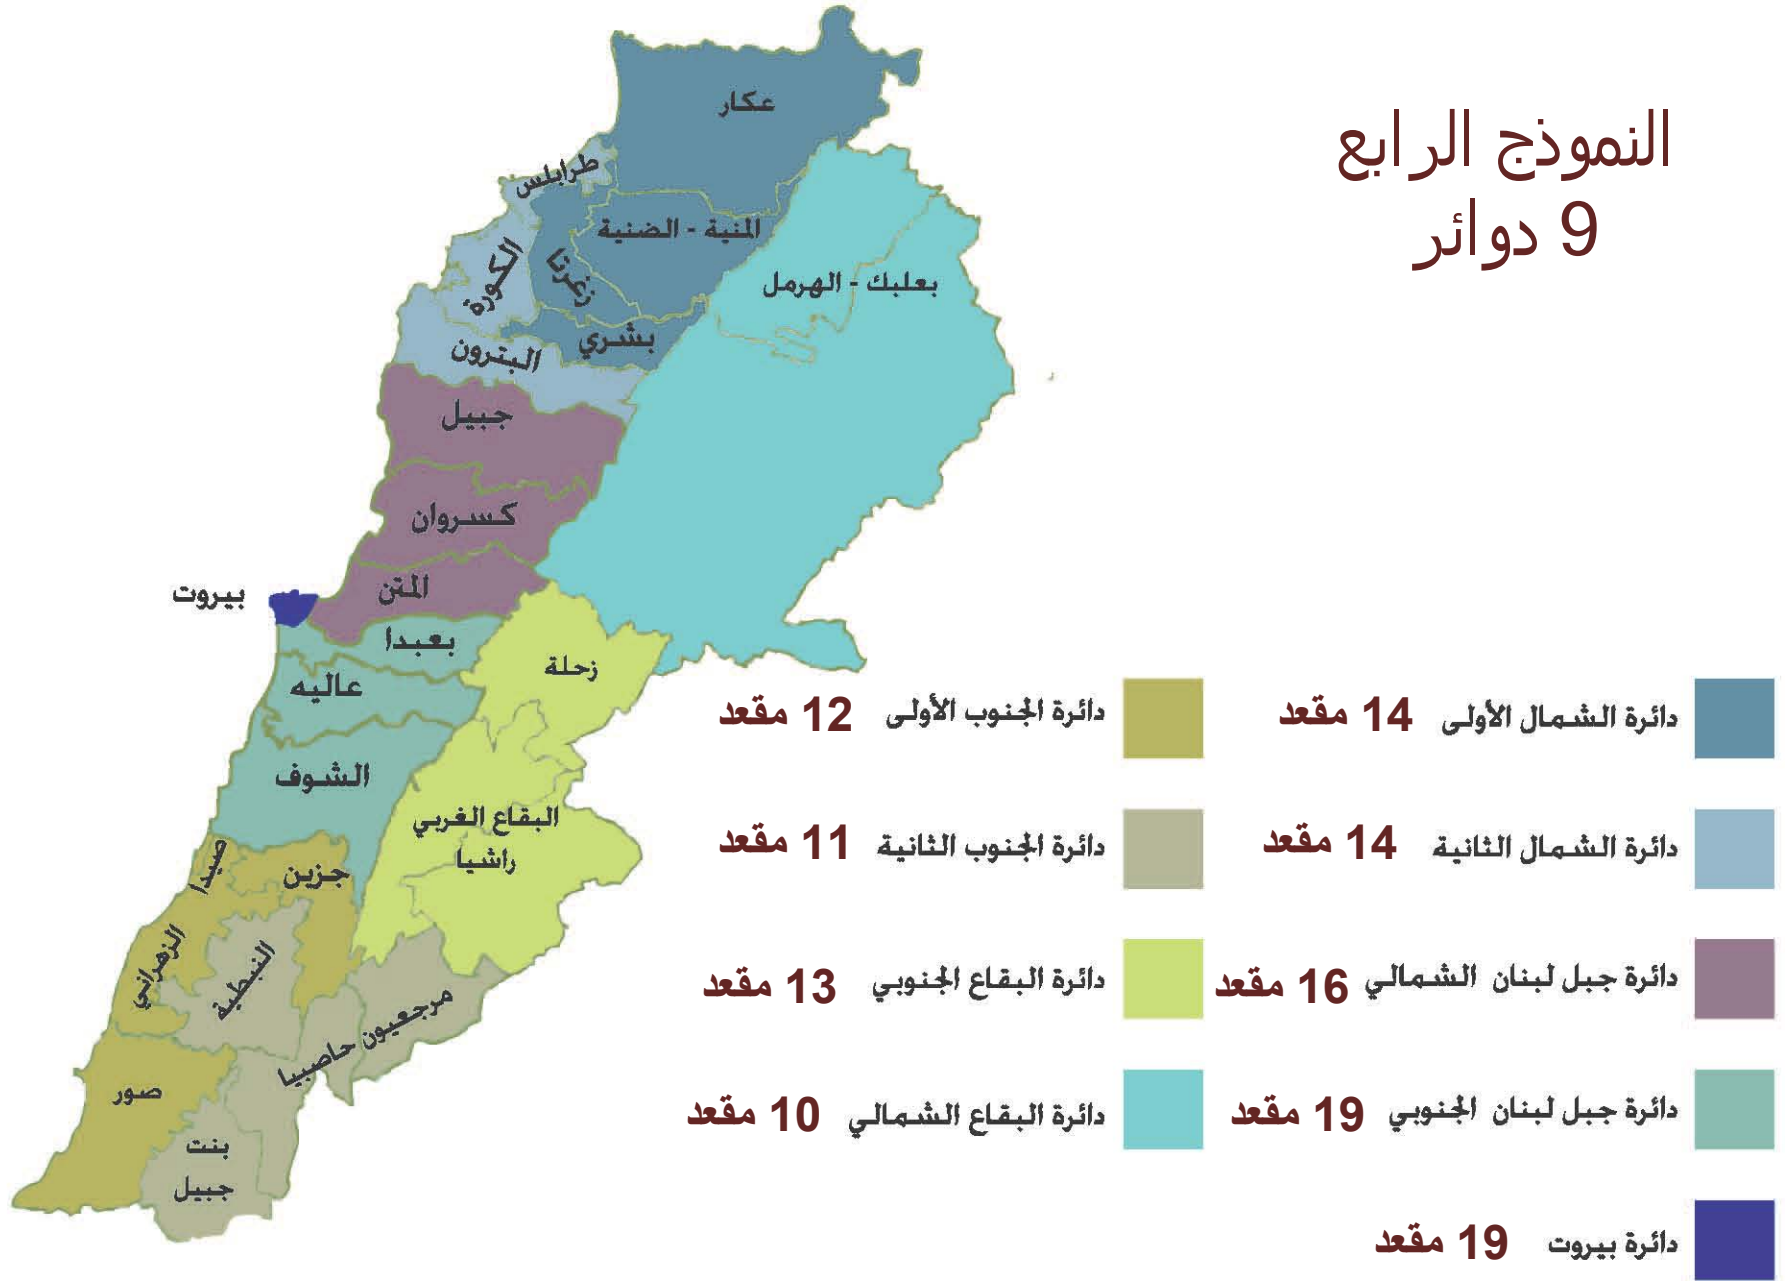 النموذج الرابع
9 دوائر
عكار
طرابلس
المنية - الضنية
زغرتا
الكورة
بشري
البترون
بعلبك - الهرمل
جبيل
كسروان
المتن
بيروت
بعبدا
عاليه
زحلة
الشوف
البقاع الغربي
راشيا
صيدا
جزين
الزهراني
النبطية
مرجعيون حاصبيا
صور
بنت
جبيل
دائرة الشمال الأولى 14 مقعد
دائرة الشمال الثانية 14 مقعد
دائرة جبل لبنان الشمالي 16 مقعد
دائرة جبل لبنان الجنوبي 19 مقعد
دائرة بيروت 19 مقعد
دائرة الجنوب الأولى 12 مقعد
دائرة الجنوب الثانية 11 مقعد
دائرة البقاع الجنوبي 13 مقعد
دائرة البقاع الشمالي 10 مقعد